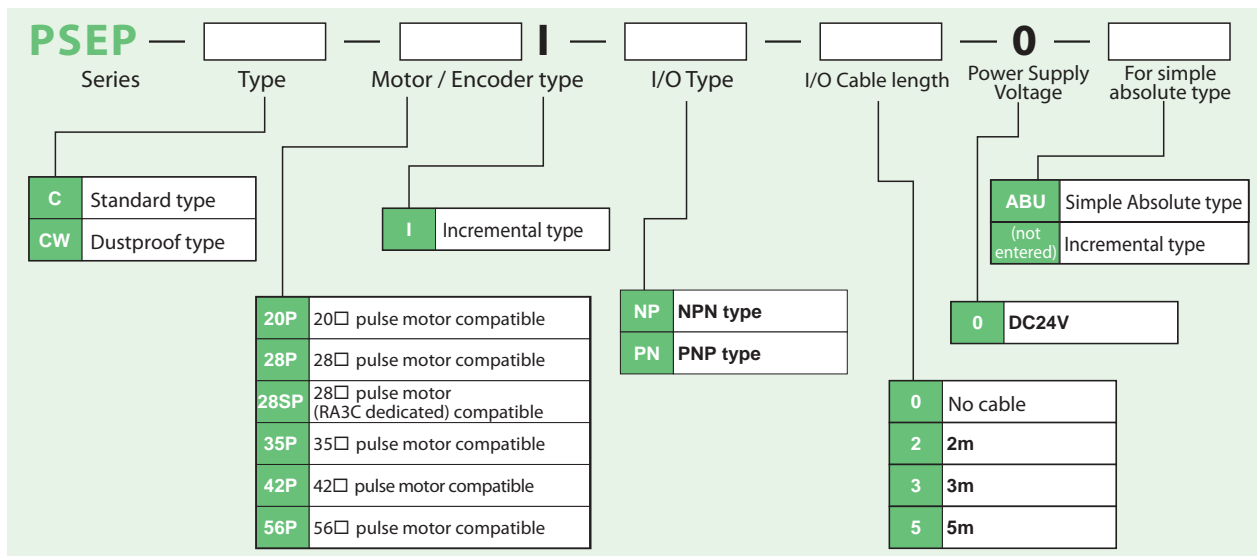 PSEP — — I — — — 0 —
Series Type Motor / Encoder type I/O Type I/O Cable length Power Supply Voltage For simple absolute type
C Standard type
CW Dustproof type
I Incremental type
20P 20□ pulse motor compatible
28P 28□ pulse motor compatible
28SP 28□ pulse motor
(RA3C dedicated) compatible
35P 35□ pulse motor compatible
42P 42□ pulse motor compatible
56P 56□ pulse motor compatible
NP NPN type
PN PNP type
0 No cable
2 2m
3 3m
5 5m
0 DC24V
ABU Simple Absolute type
(not
entered) Incremental type